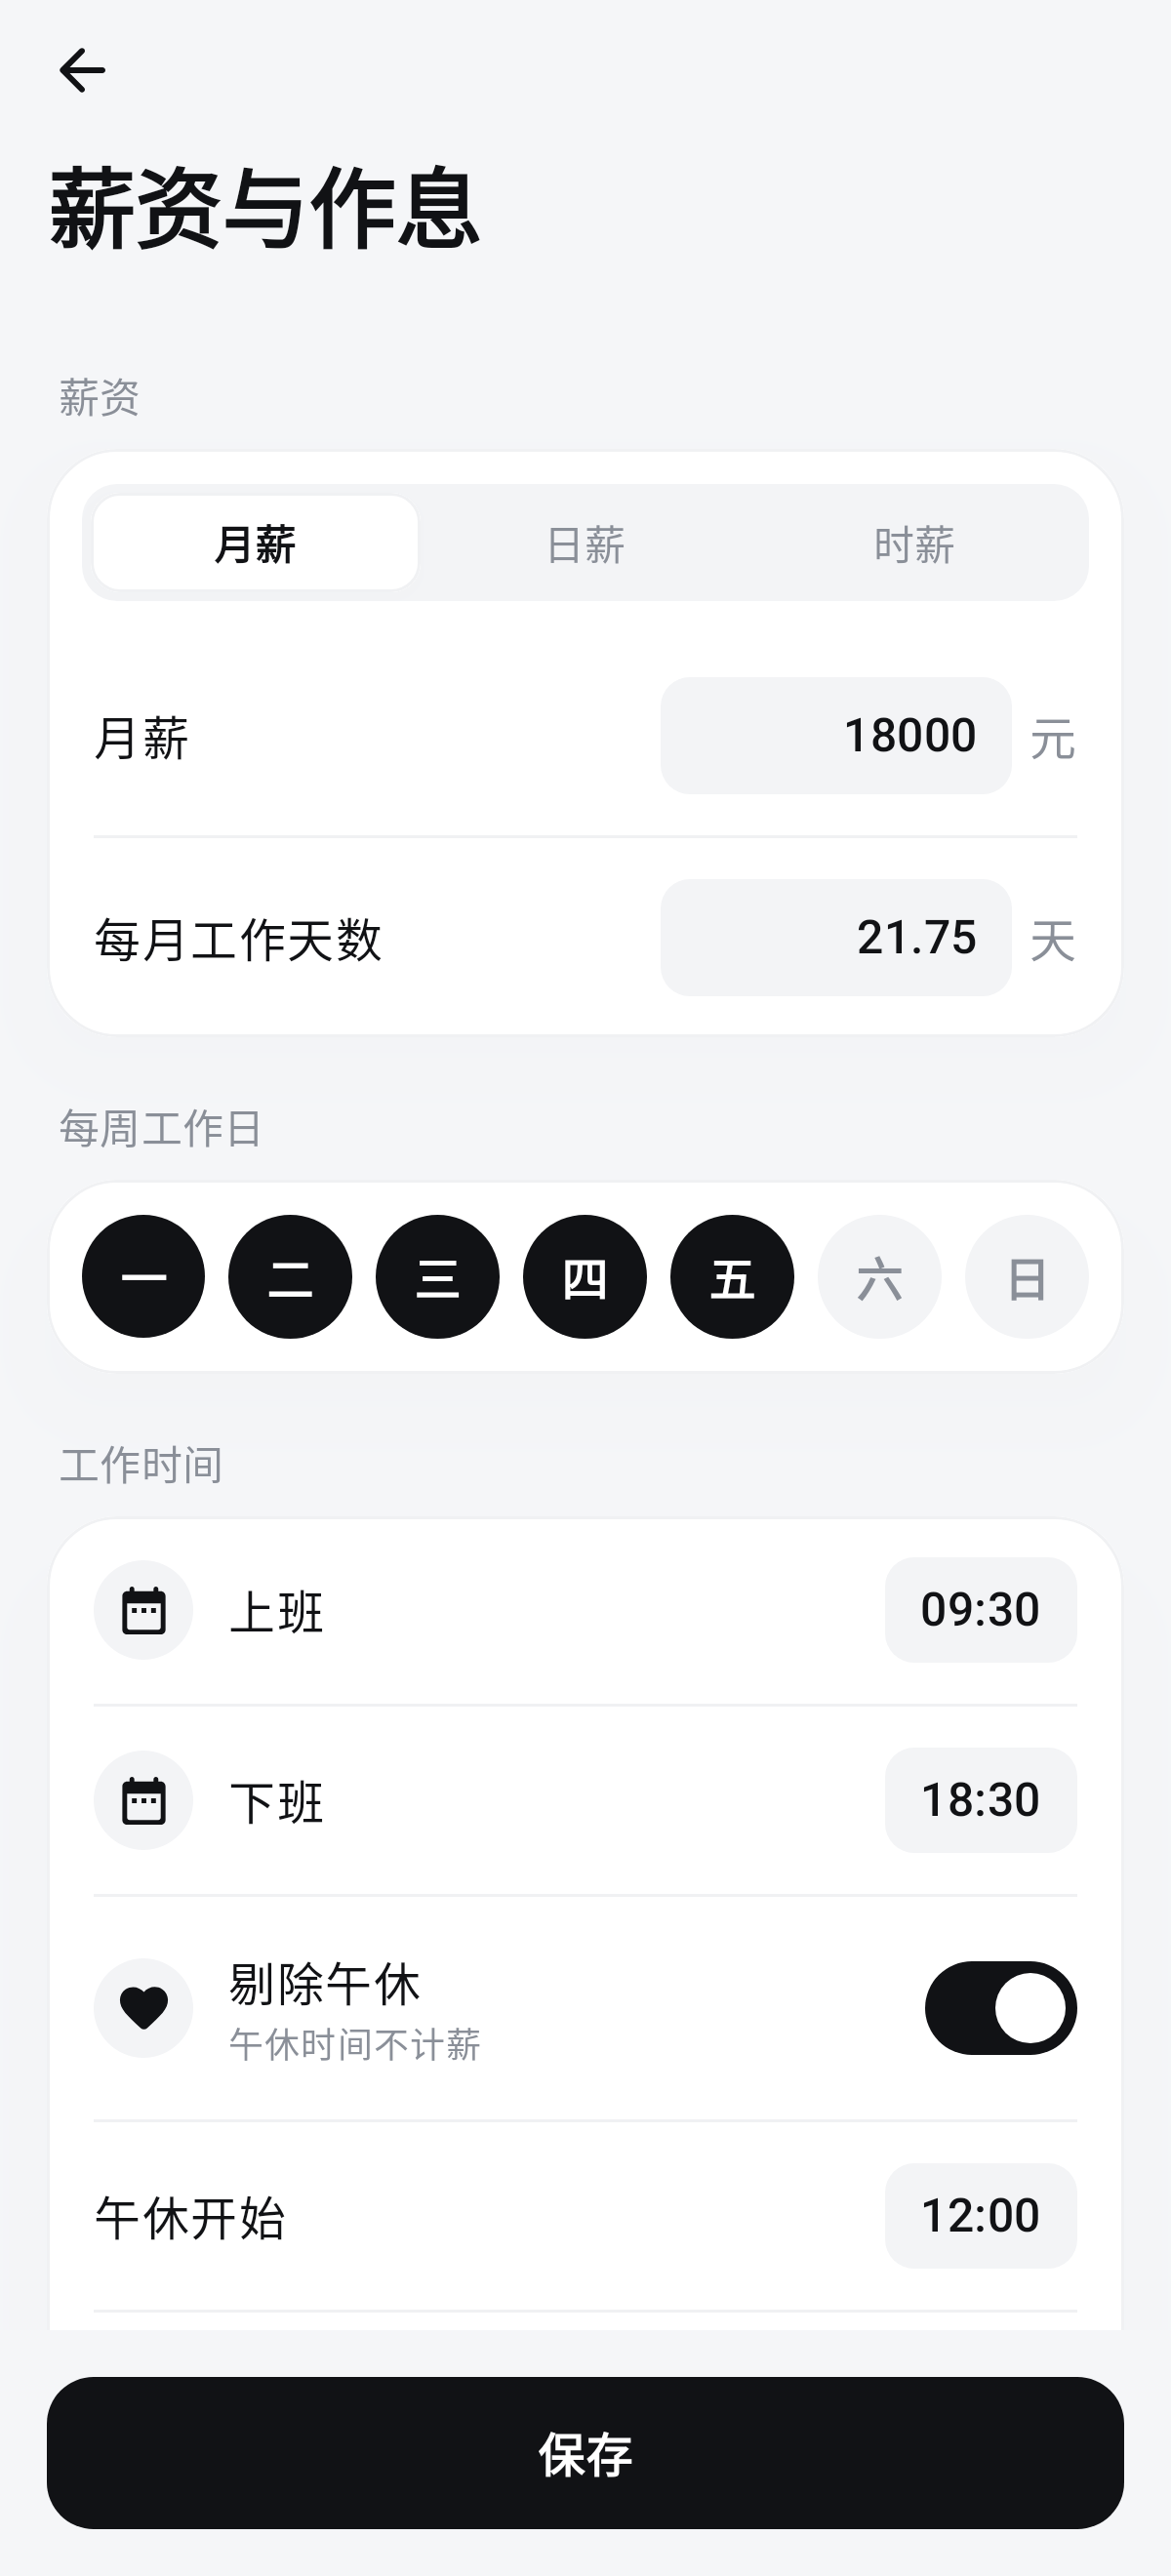 薪资与作息
薪资
月薪 日薪 时薪
月薪 18000 元
每月工作天数 21.75 天
每周工作日
一 二 三 四 五 六 日
工作时间
上班 09:30
下班 18:30
剔除午休
午休时间不计薪
午休开始 12:00
保存